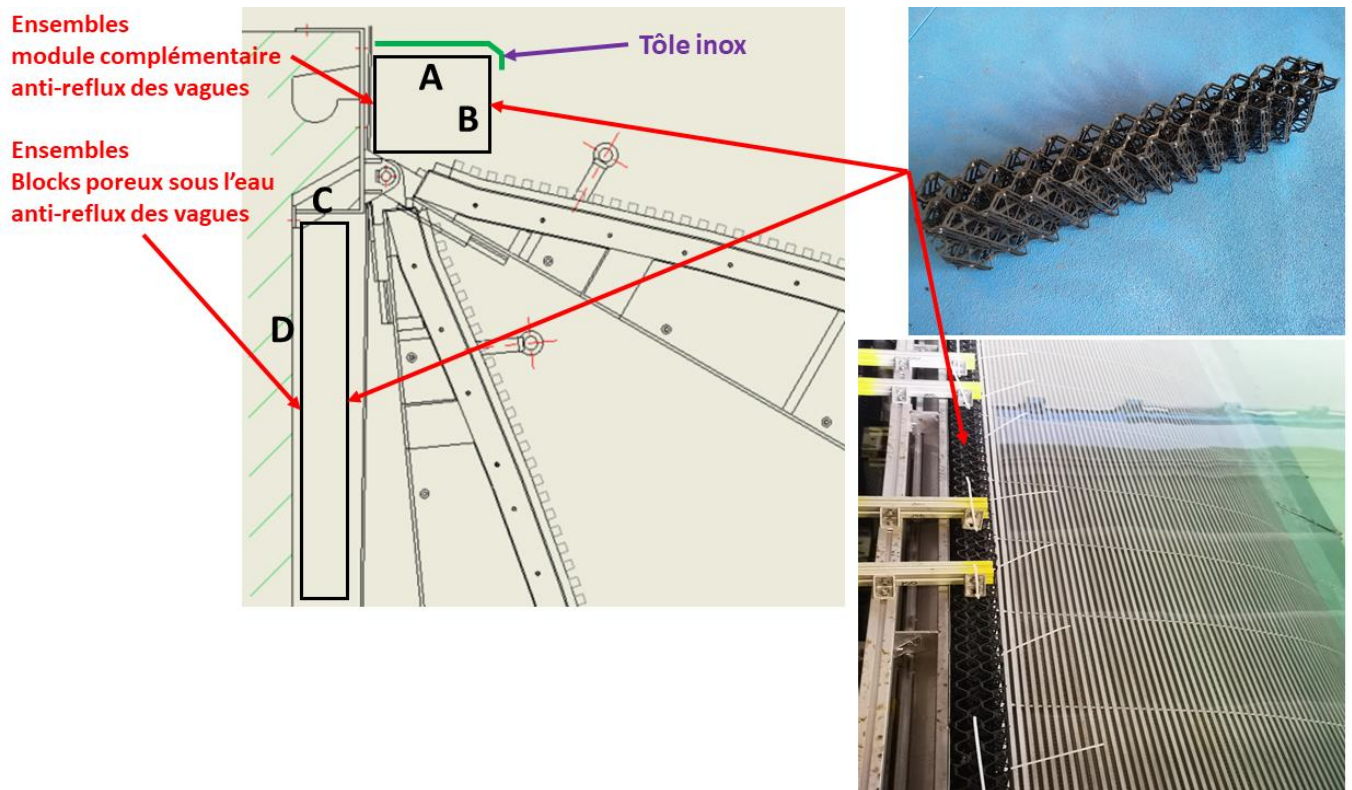 Ensembles
module complémentaire
anti-reflux des vagues
Ensembles
Blocks poreux sous l'eau
anti-reflux des vagues
Tôle inox
A
B
C
D